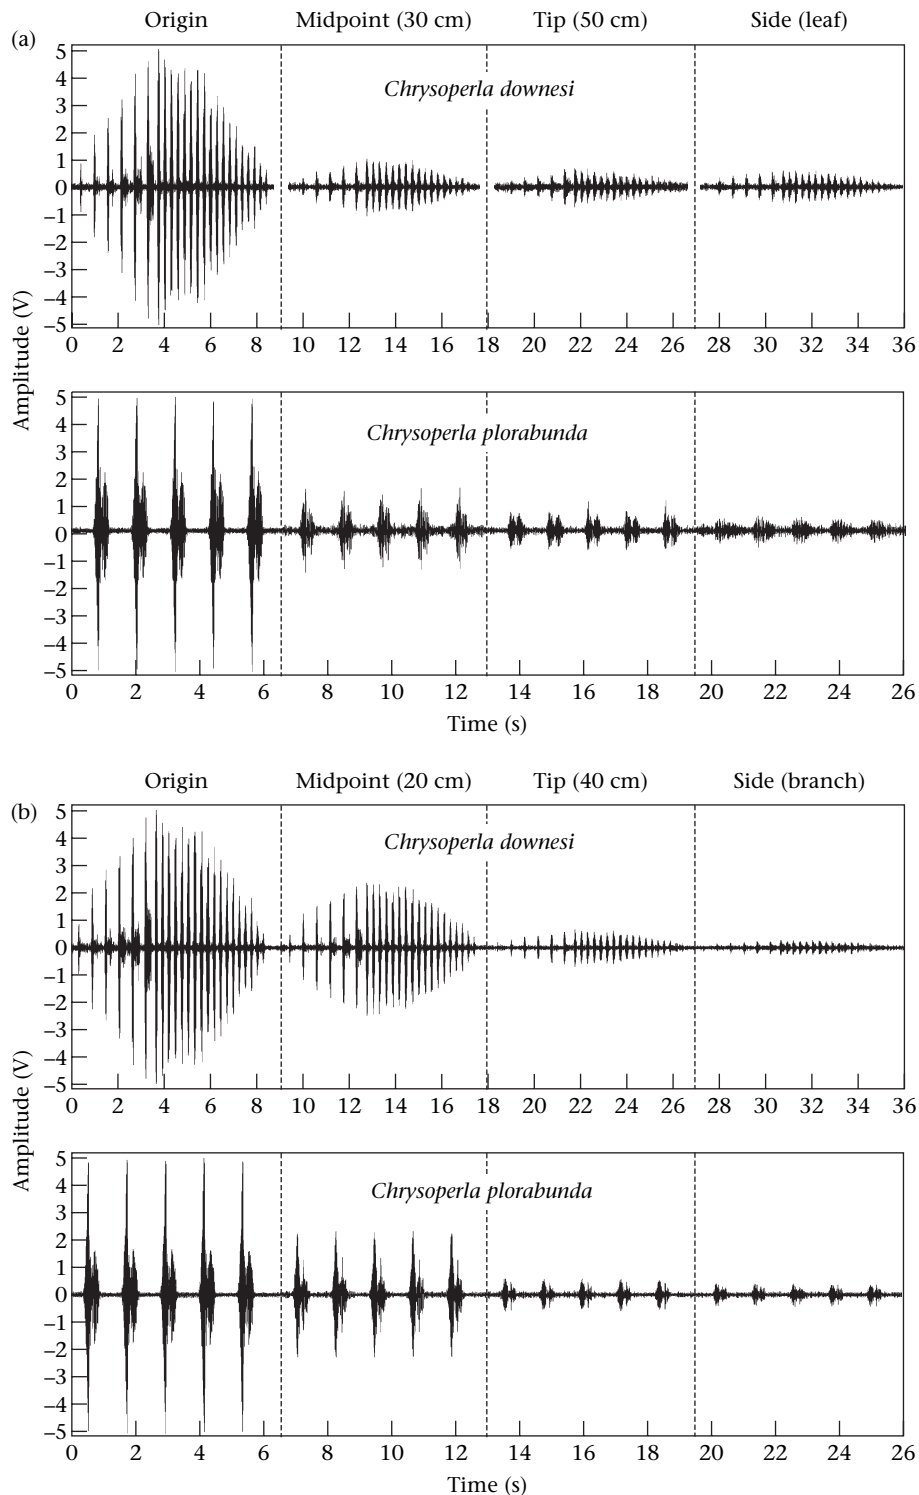 (a)
Origin Midpoint (30 cm) Tip (50 cm) Side (leaf)
Chrysoperla downesi
5
4
3
2
1
0
−1
−2
−3
−4
−5
0 2 4 6 8 10 12 14 16 18 20 22 24 26 28 30 32 34 36
Amplitude (V)
Chrysoperla plorabunda
5
4
3
2
1
0
−1
−2
−3
−4
−5
0 2 4 6 8 10 12 14 16 18 20 22 24 26
Time (s)
(b)
Origin Midpoint (20 cm) Tip (40 cm) Side (branch)
Chrysoperla downesi
5
4
3
2
1
0
−1
−2
−3
−4
−5
0 2 4 6 8 10 12 14 16 18 20 22 24 26 28 30 32 34 36
Amplitude (V)
Chrysoperla plorabunda
5
4
3
2
1
0
−1
−2
−3
−4
−5
0 2 4 6 8 10 12 14 16 18 20 22 24 26
Time (s)